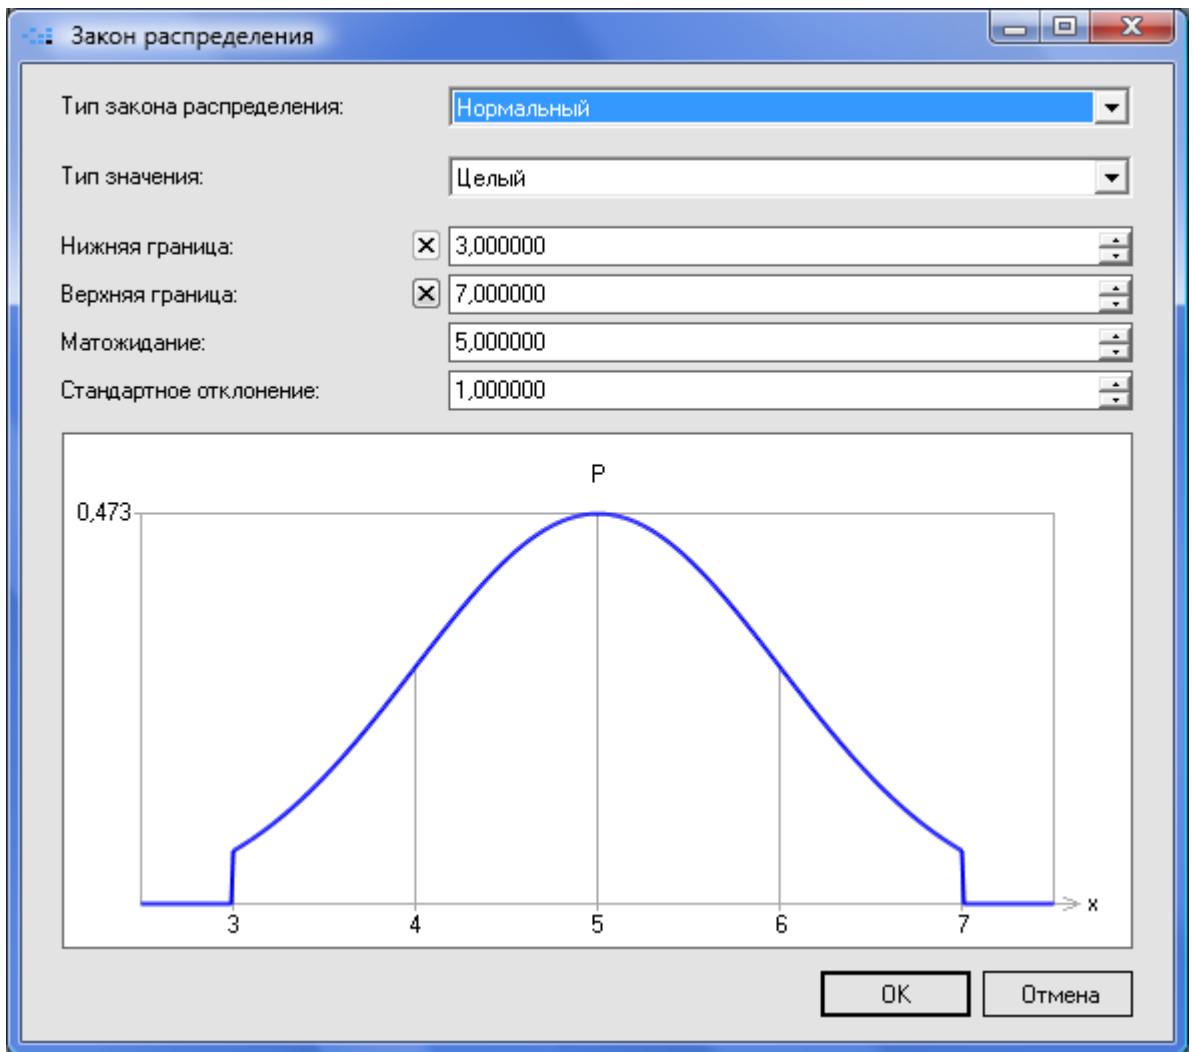 Закон распределения
Тип закона распределения: Нормальный
Тип значения: Целый
Нижняя граница: 3,000000
Верхняя граница: 7,000000
Матожидание: 5,000000
Стандартное отклонение: 1,000000
P
0,473
x
3 4 5 6 7
OK Отмена